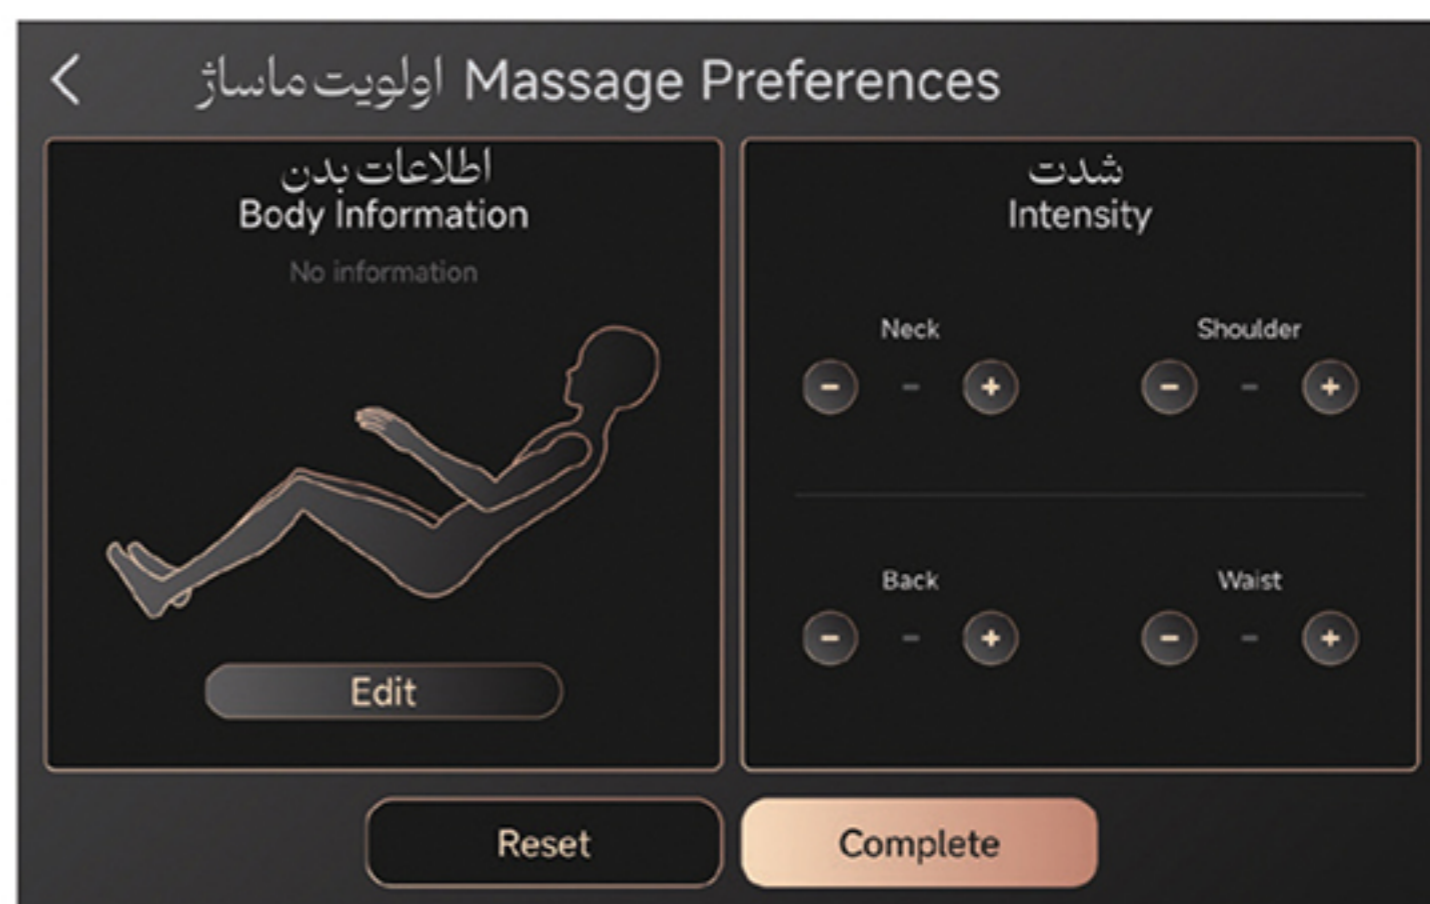 اولویت ماساژ Massage Preferences
اطلاعات بدن
Body Information
No information
Edit
شدت
Intensity
Neck
- - +
Shoulder
- - +
Back
- - +
Waist
- - +
Reset
Complete